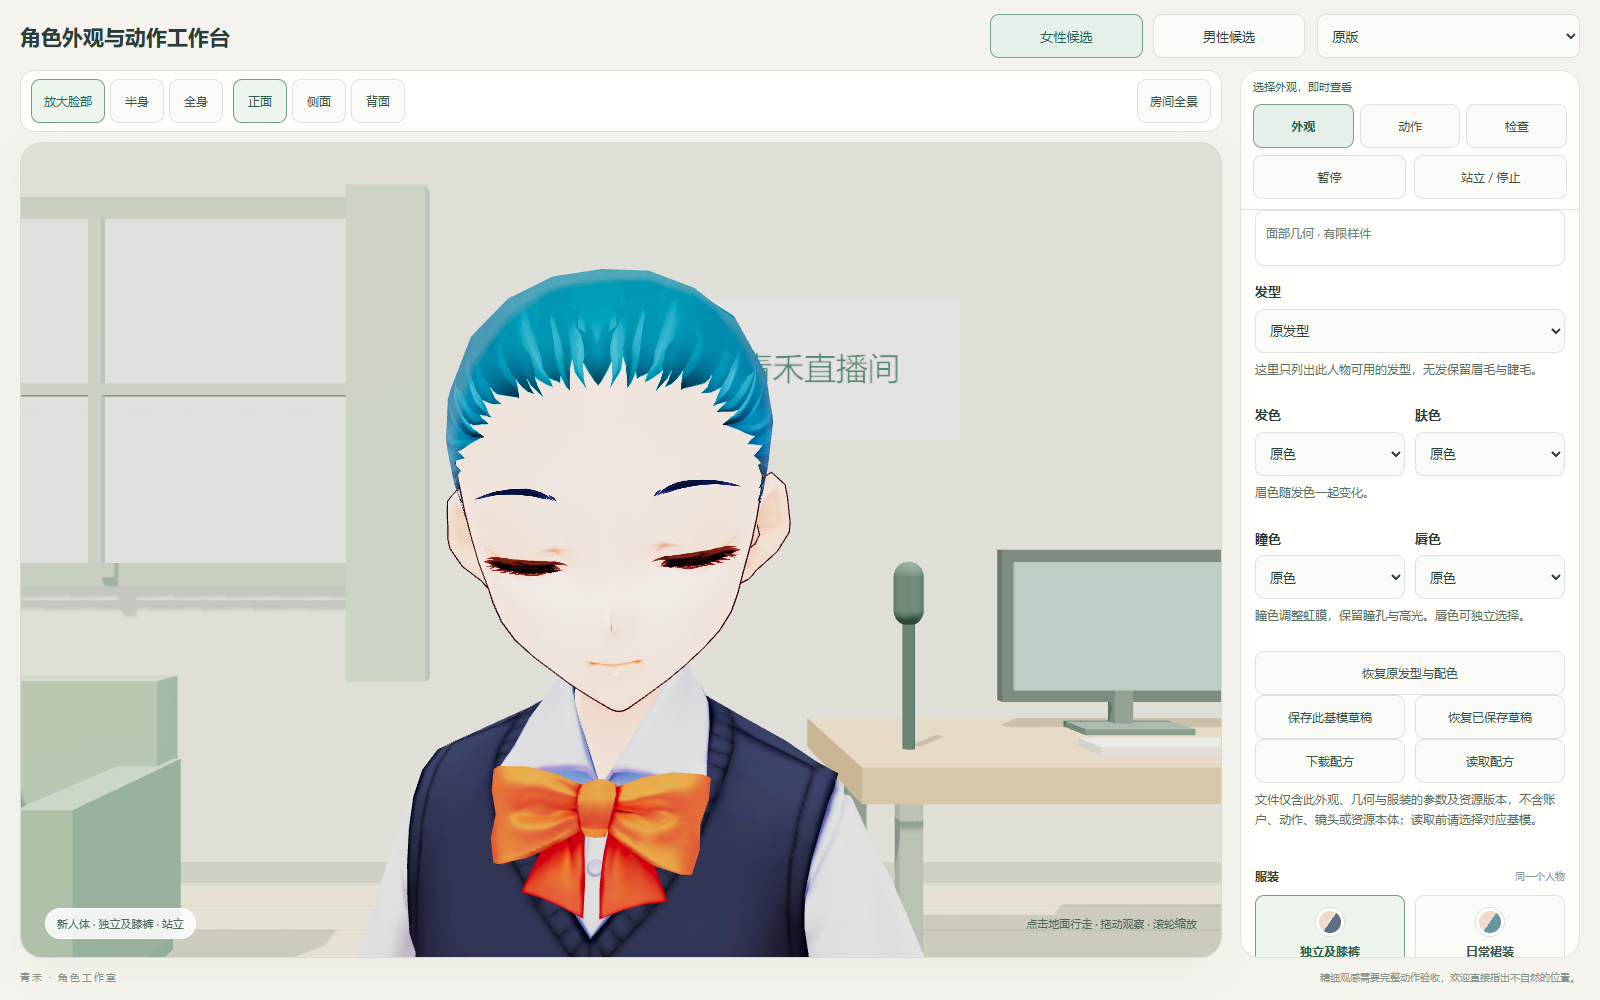 角色外观与动作工作台
女性候选
男性候选
原版
放大脸部
半身
全身
正面
侧面
背面
房间全景
选择外观，即时查看
外观
动作
检查
暂停
站立 / 停止
面部几何 · 有限样件
发型
原发型
这里只列出此人物可用的发型，无发保留眉毛与睫毛。
发色
肤色
原色
原色
眉色随发色一起变化。
瞳色
唇色
原色
原色
瞳色调整虹膜，保留瞳孔与高光。唇色可独立选择。
恢复原发型与配色
保存此基模草稿
恢复已保存草稿
下载配方
读取配方
文件仅含此外观、几何与服装的参数及资源版本，不含账
户、动作、镜头或资源本体；读取前请选择对应基模。
服装
同一个人物
独立及膝裤
日常裙装
青禾直播间
新人体 · 独立及膝裤 · 站立
点击地面行走 · 拖动观察 · 滚轮缩放
青禾 · 角色工作室
精细观感需要完整动作验收，欢迎直接指出不自然的位置。